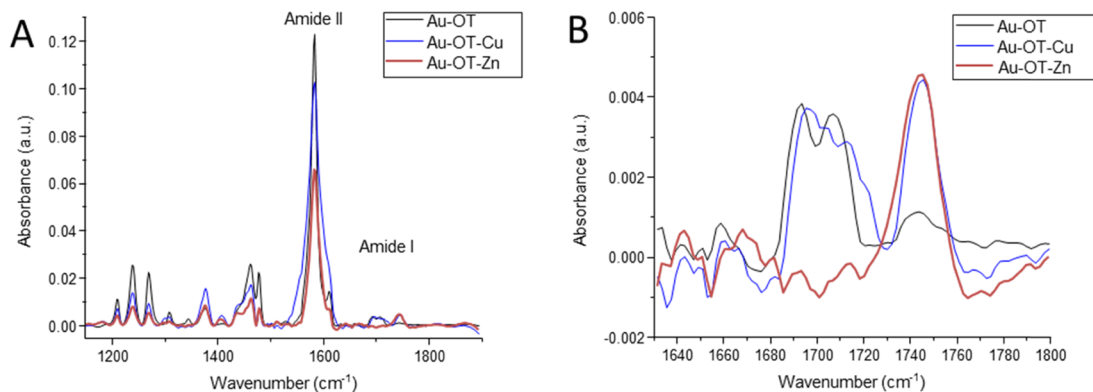 A
Amide II
Au-OT
Au-OT-Cu
Au-OT-Zn
Amide I
0.12
0.10
0.08
0.06
0.04
0.02
0.00
Absorbance (a.u.)
1200
1400
1600
1800
Wavenumber (cm-1)
B
Au-OT
Au-OT-Cu
Au-OT-Zn
0.006
0.004
0.002
0.000
-0.002
Absorbance (a.u.)
1640
1660
1680
1700
1720
1740
1760
1780
1800
Wavenumber (cm-1)